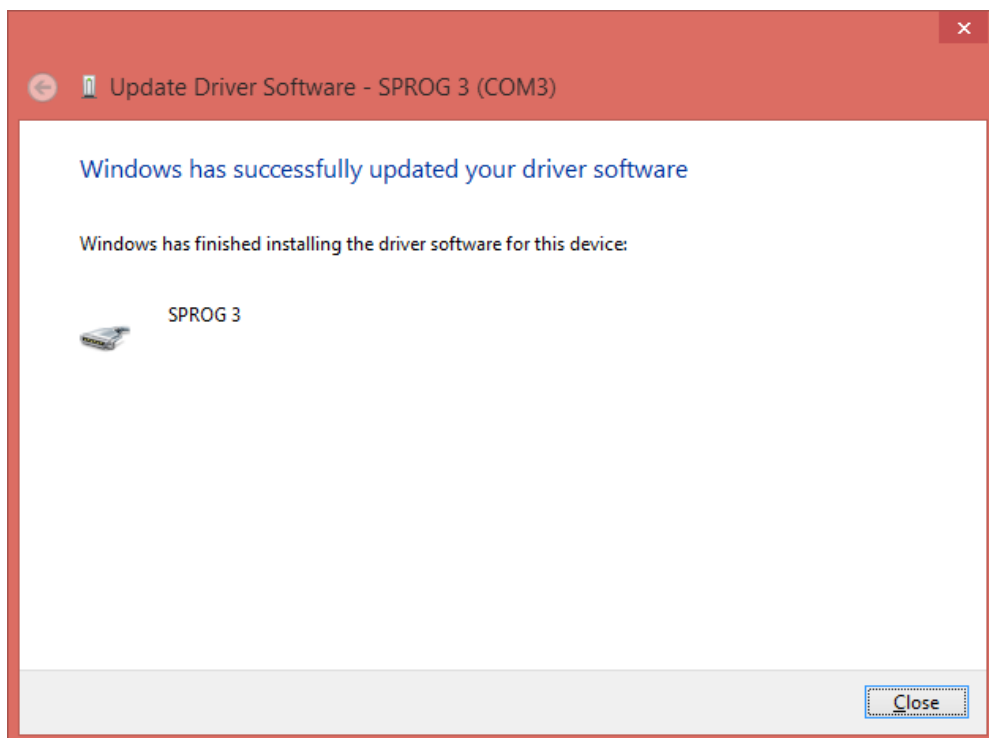 Update Driver Software - SPROG 3 (COM3)
Windows has successfully updated your driver software
Windows has finished installing the driver software for this device:
SPROG 3
Close